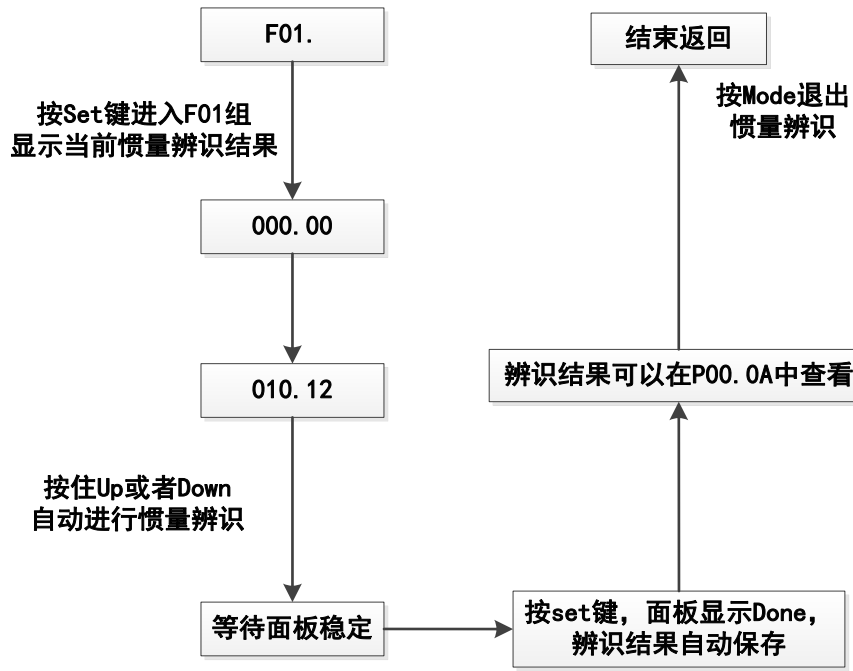 F01.
按Set键进入F01组
显示当前惯量辨识结果
000.00
010.12
按住Up或者Down
自动进行惯量辨识
等待面板稳定
按set键，面板显示Done，
辨识结果自动保存
辨识结果可以在P00.0A中查看
按Mode退出
惯量辨识
结束返回